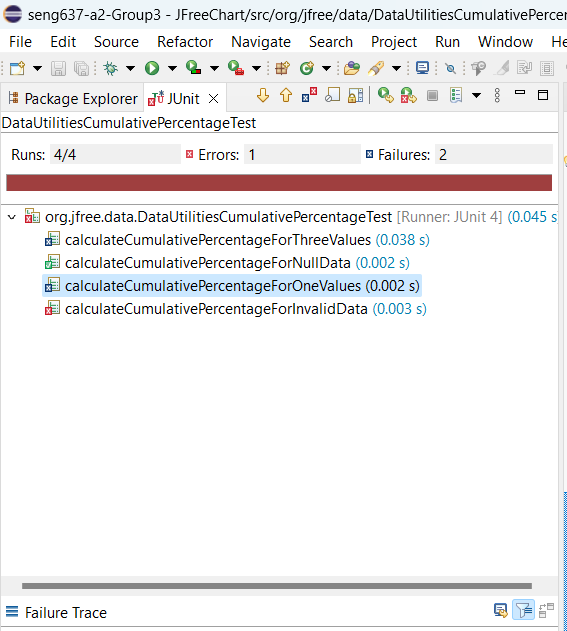 seng637-a2-Group3 - JFreeChart/src/org/jfree/data/DataUtilitiesCumulativePercen
File Edit Source Refactor Navigate Search Project Run Window Help
Package Explorer JUnit
DataUtilitiesCumulativePercentageTest
Runs: 4/4 Errors: 1 Failures: 2
org.jfree.data.DataUtilitiesCumulativePercentageTest [Runner: JUnit 4] (0.045 s
calculateCumulativePercentageForThreeValues (0.038 s)
calculateCumulativePercentageForNullData (0.002 s)
calculateCumulativePercentageForOneValues (0.002 s)
calculateCumulativePercentageForInvalidData (0.003 s)
Failure Trace